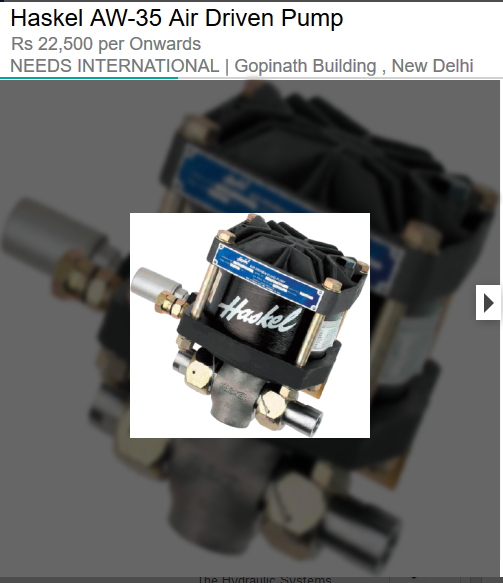 Haskel AW-35 Air Driven Pump
Rs 22,500 per Onwards
NEEDS INTERNATIONAL | Gopinath Building , New Delhi
Haskel
The Hydraulic Systems